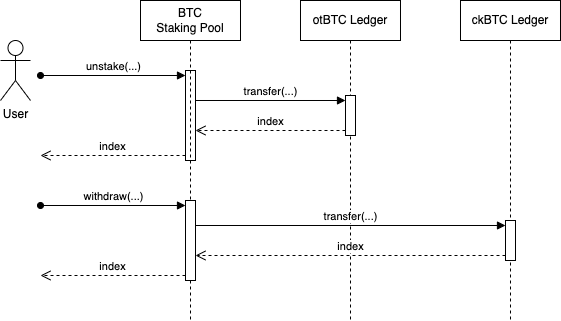 BTC
Staking Pool
otBTC Ledger
ckBTC Ledger
User
unstake(...)
transfer(...)
index
index
withdraw(...)
transfer(...)
index
index